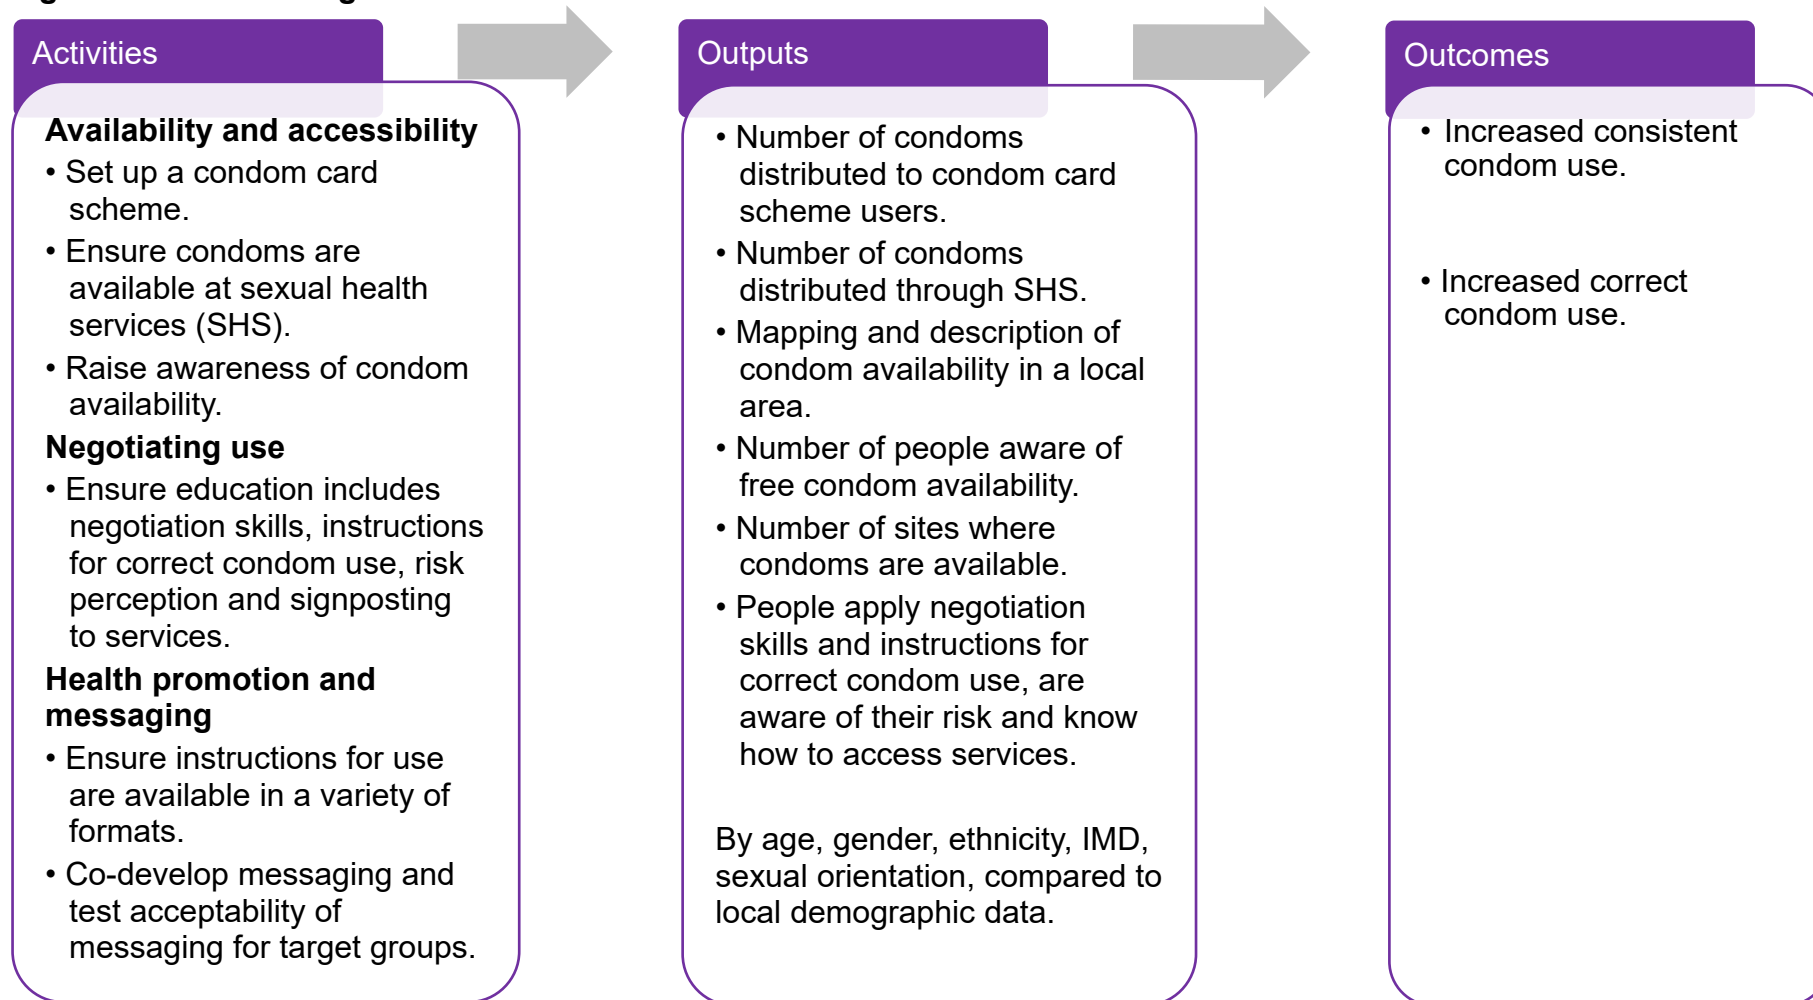 Activities
Availability and accessibility
• Set up a condom card
scheme.
• Ensure condoms are
available at sexual health
services (SHS).
• Raise awareness of condom
availability.
Negotiating use
• Ensure education includes
negotiation skills, instructions
for correct condom use, risk
perception and signposting
to services.
Health promotion and
messaging
• Ensure instructions for use
are available in a variety of
formats.
• Co-develop messaging and
test acceptability of
messaging for target groups.
Outputs
• Number of condoms
distributed to condom card
scheme users.
• Number of condoms
distributed through SHS.
• Mapping and description of
condom availability in a local
area.
• Number of people aware of
free condom availability.
• Number of sites where
condoms are available.
• People apply negotiation
skills and instructions for
correct condom use, are
aware of their risk and know
how to access services.
By age, gender, ethnicity, IMD,
sexual orientation, compared to
local demographic data.
Outcomes
• Increased consistent
condom use.
• Increased correct
condom use.